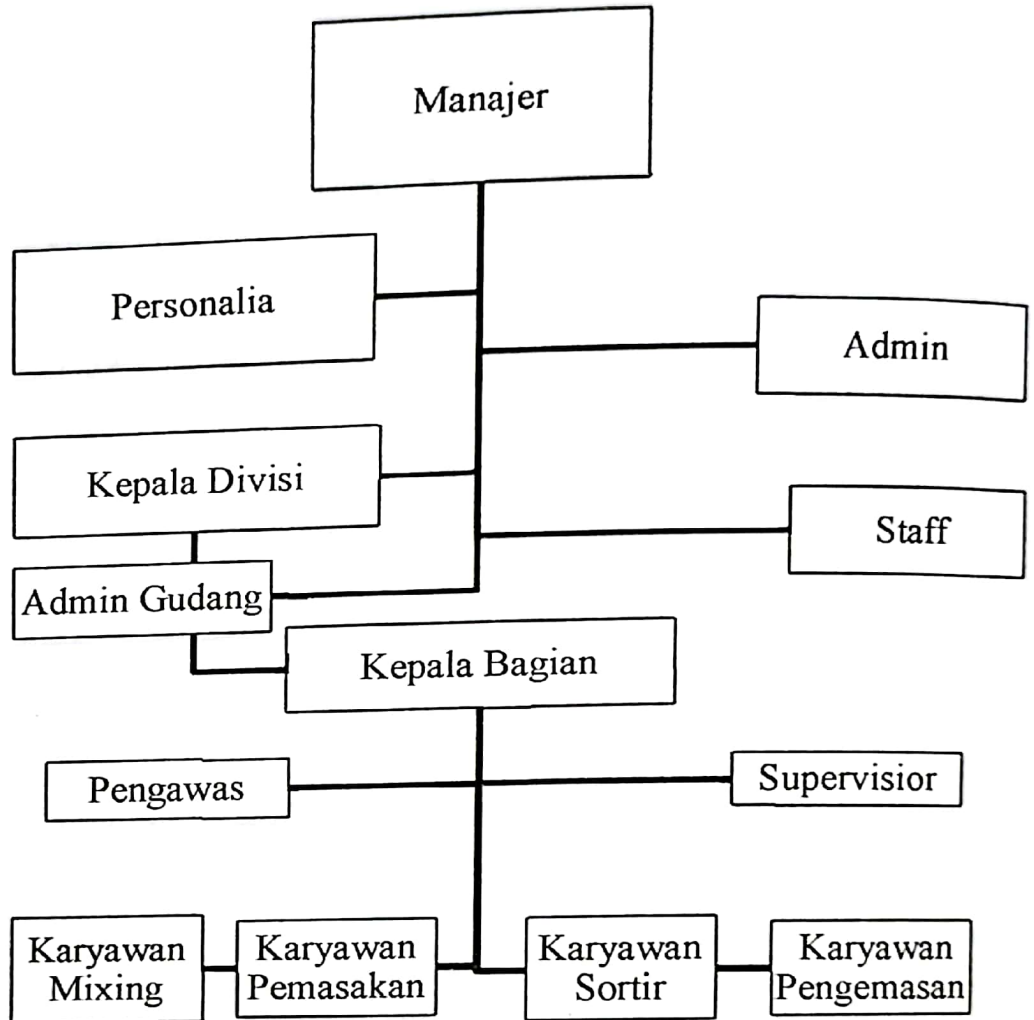 Manajer
Personalia
Admin
Kepala Divisi
Staff
Admin Gudang
Kepala Bagian
Pengawas
Supervisior
Karyawan
Mixing
Karyawan
Pemasakan
Karyawan
Sortir
Karyawan
Pengemasan